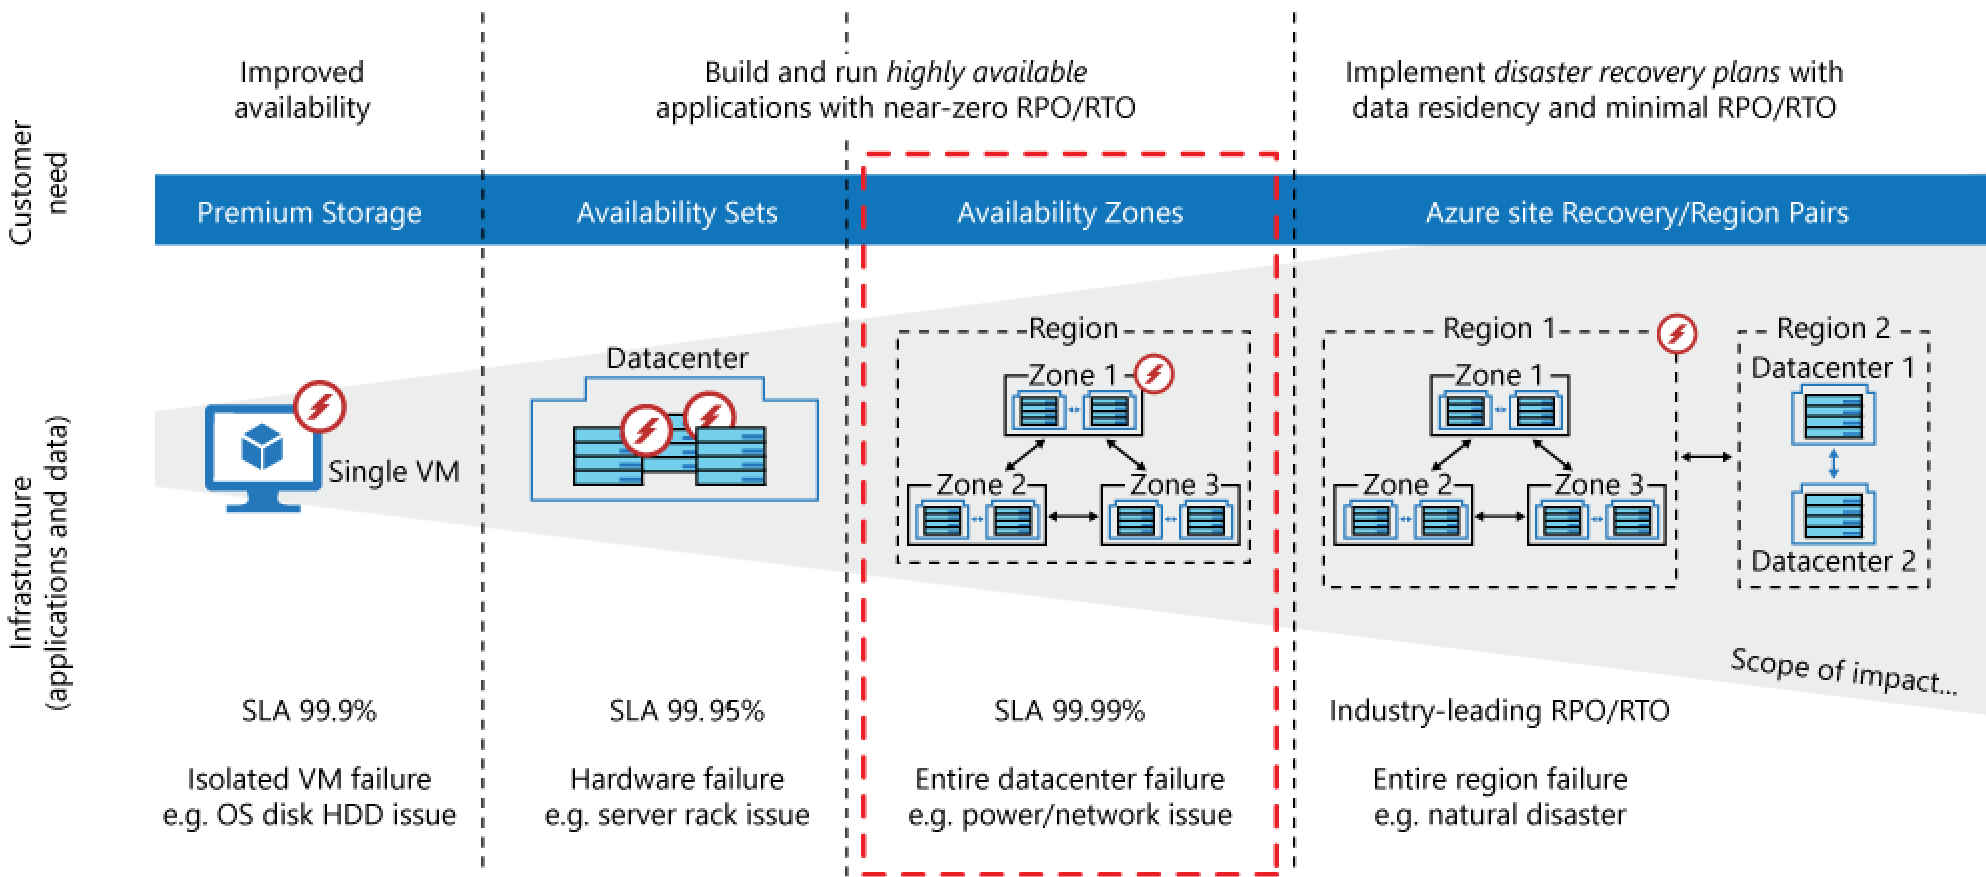 Improved
availability
Build and run highly available
applications with near-zero RPO/RTO
Implement disaster recovery plans with
data residency and minimal RPO/RTO
Customer
need
Premium Storage
Availability Sets
Availability Zones
Azure site Recovery/Region Pairs
Infrastructure
(applications and data)
Single VM
Datacenter
Region
Zone 1
Zone 2
Zone 3
Region 1
Zone 1
Zone 2
Zone 3
Region 2
Datacenter 1
Datacenter 2
Scope of impact...
SLA 99.9%
SLA 99.95%
SLA 99.99%
Industry-leading RPO/RTO
Isolated VM failure
e.g. OS disk HDD issue
Hardware failure
e.g. server rack issue
Entire datacenter failure
e.g. power/network issue
Entire region failure
e.g. natural disaster